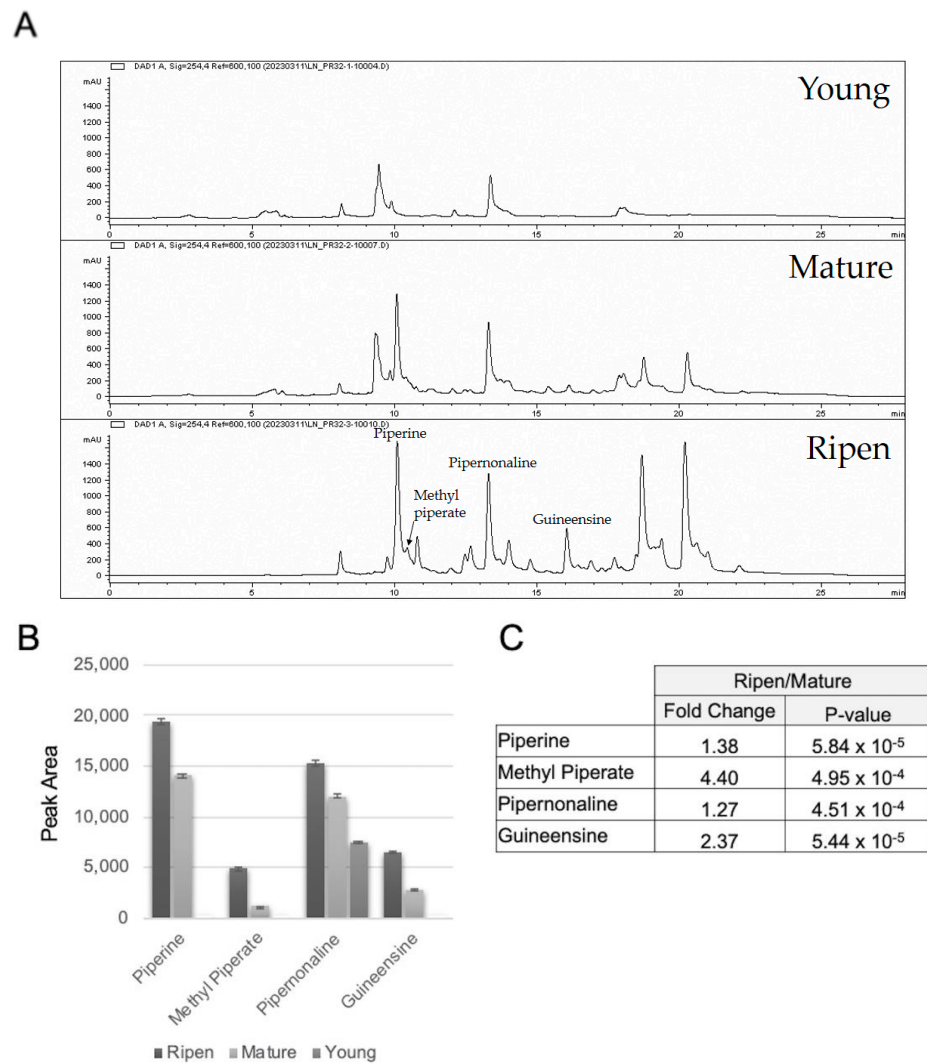 A
DAD1 A, Sig=254,4 Ref=600,100 (20230311\LN_PR32-1-10004.D)
mAU
Young
1400
1200
1000
800
600
400
200
0
0 5 10 15 20 25 min
DAD1 A, Sig=254,4 Ref=600,100 (20230311\LN_PR32-2-10007.D)
mAU
Mature
1400
1200
1000
800
600
400
200
0
0 5 10 15 20 25 min
DAD1 A, Sig=254,4 Ref=600,100 (20230311\LN_PR32-3-10010.D)
mAU
Piperine
Ripen
1400
Pipernonaline
1200
Methyl
piperate
1000
Guineensine
800
600
400
200
0
0 5 10 15 20 25 min
B
25,000
20,000
15,000
10,000
5,000
0
Peak Area
Piperine
Methyl Piperate
Pipernonaline
Guineensine
Ripen Mature Young
C
Ripen/Mature
Fold Change P-value
Piperine 1.38 5.84 x 10⁻⁵
Methyl Piperate 4.40 4.95 x 10⁻⁴
Pipernonaline 1.27 4.51 x 10⁻⁴
Guineensine 2.37 5.44 x 10⁻⁵